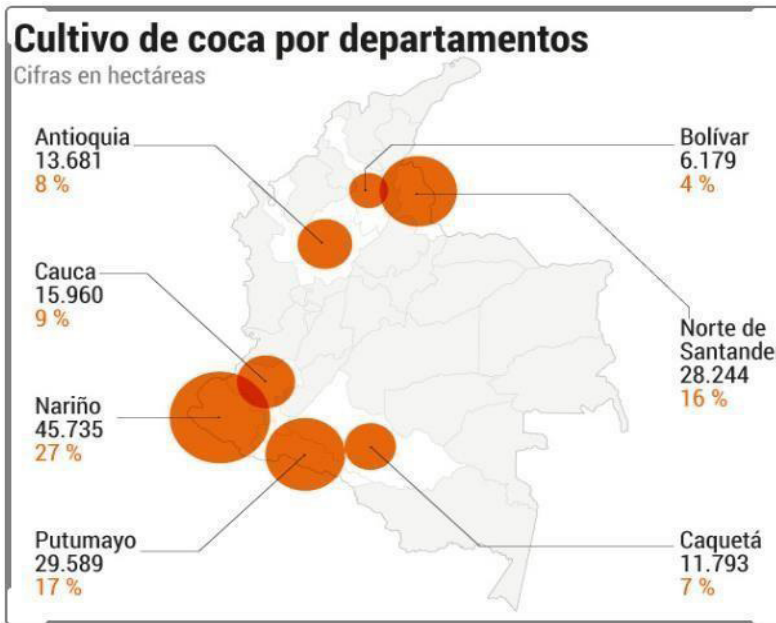 Cultivo de coca por departamentos
Cifras en hectáreas
Antioquia
13.681
8 %
Bolívar
6.179
4 %
Cauca
15.960
9 %
Norte de
Santande
28.244
16 %
Nariño
45.735
27 %
Putumayo
29.589
17 %
Caquetá
11.793
7 %